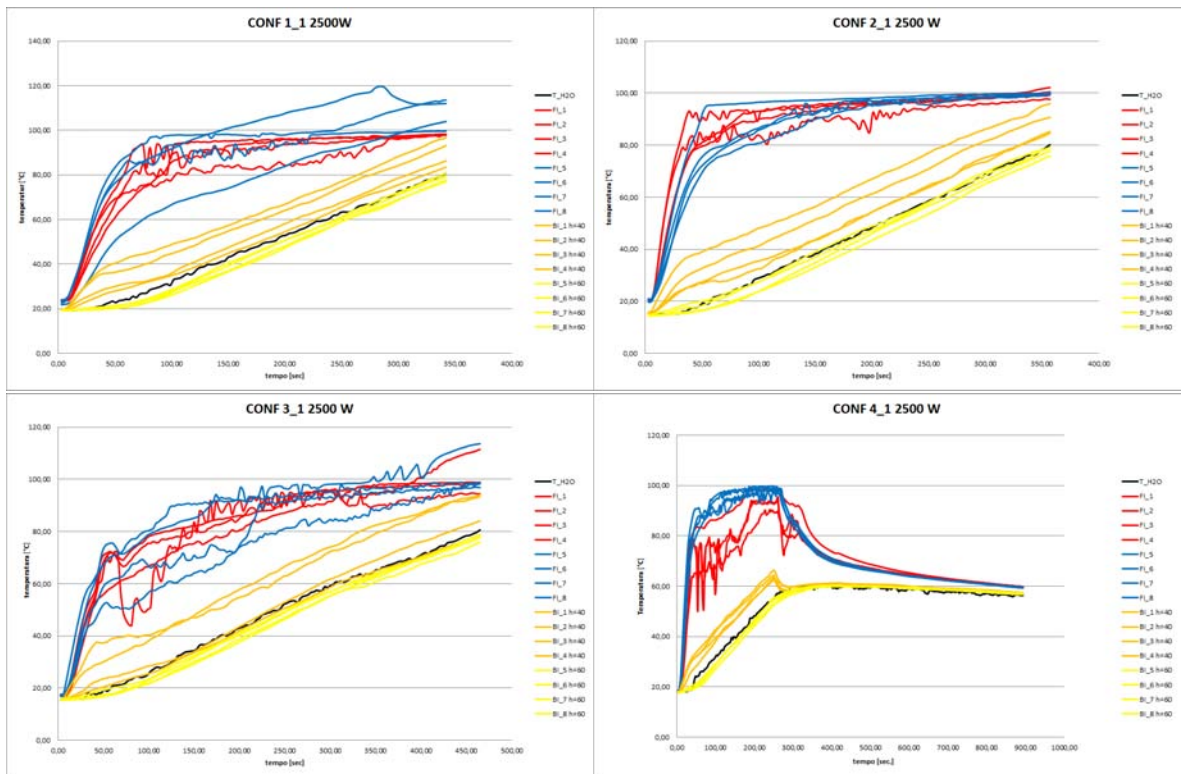 CONF 1_1 2500W
140,00
120,00
100,00
80,00
60,00
40,00
20,00
0,00
temperatur [°C]
0,00 50,00 100,00 150,00 200,00 250,00 300,00 350,00 400,00
tempo [sec]
T_H2O
FI_1
FI_2
FI_3
FI_4
FI_5
FI_6
FI_7
FI_8
BI_1 h=40
BI_2 h=40
BI_3 h=40
BI_4 h=40
BI_5 h=60
BI_6 h=60
BI_7 h=60
BI_8 h=60
CONF 2_1 2500 W
120,00
100,00
80,00
60,00
40,00
20,00
0,00
temperatura [°C]
0,00 50,00 100,00 150,00 200,00 250,00 300,00 350,00 400,00
tempo [sec]
T_H2O
FI_1
FI_2
FI_3
FI_4
FI_5
FI_6
FI_7
FI_8
BI_1 h=40
BI_2 h=40
BI_3 h=40
BI_4 h=40
BI_5 h=60
BI_6 h=60
BI_7 h=60
BI_8 h=60
CONF 3_1 2500 W
120,00
100,00
80,00
60,00
40,00
20,00
0,00
temperatura [°C]
0,00 50,00 100,00 150,00 200,00 250,00 300,00 350,00 400,00 450,00 500,00
tempo [sec]
T_H2O
FI_1
FI_2
FI_3
FI_4
FI_5
FI_6
FI_7
FI_8
BI_1 h=40
BI_2 h=40
BI_3 h=40
BI_4 h=40
BI_5 h=60
BI_6 h=60
BI_7 h=60
BI_8 h=60
CONF 4_1 2500 W
120,00
100,00
80,00
60,00
40,00
20,00
0,00
Temperatura [°C]
0,00 100,00 200,00 300,00 400,00 500,00 600,00 700,00 800,00 900,00 1000,00
tempo [sec.]
T_H2O
FI_1
FI_2
FI_3
FI_4
FI_5
FI_6
FI_7
FI_8
BI_1 h=40
BI_2 h=40
BI_3 h=40
BI_4 h=40
BI_5 h=60
BI_6 h=60
BI_7 h=60
BI_8 h=60